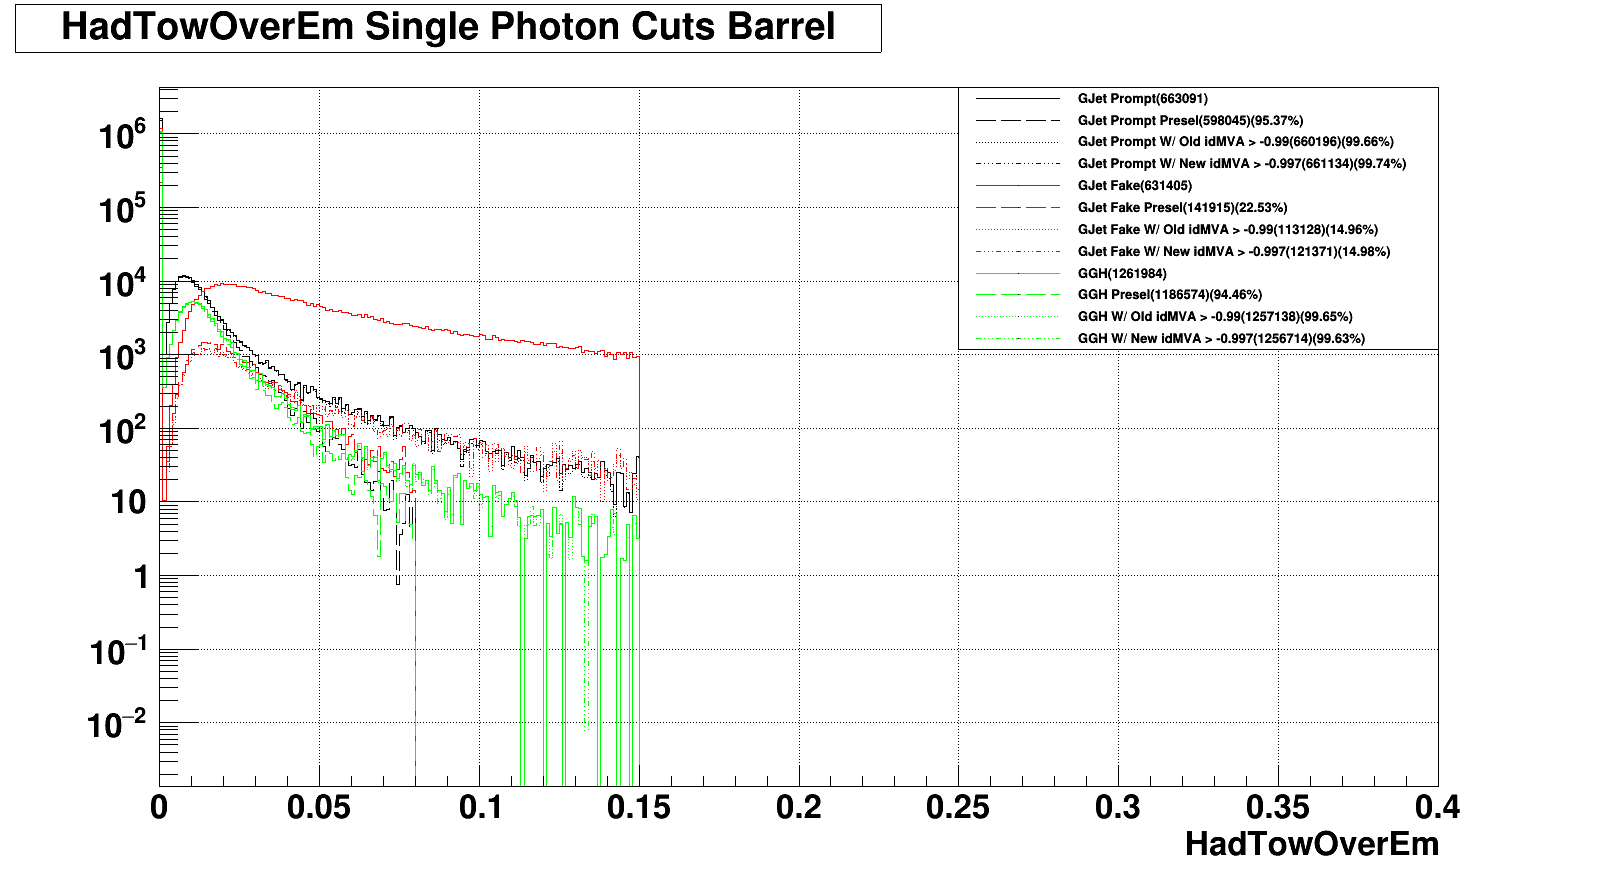 HadTowOverEm Single Photon Cuts Barrel
GJet Prompt(663091)
GJet Prompt Presel(598045)(95.37%)
GJet Prompt W/ Old idMVA > -0.99(660196)(99.66%)
GJet Prompt W/ New idMVA > -0.997(661134)(99.74%)
GJet Fake(631405)
GJet Fake Presel(141915)(22.53%)
GJet Fake W/ Old idMVA > -0.99(113128)(14.96%)
GJet Fake W/ New idMVA > -0.997(121371)(14.98%)
GGH(1261984)
GGH Presel(1186574)(94.46%)
GGH W/ Old idMVA > -0.99(1257138)(99.65%)
GGH W/ New idMVA > -0.997(1256714)(99.63%)
10^6
10^5
10^4
10^3
10^2
10
1
10^−1
10^−2
0 0.05 0.1 0.15 0.2 0.25 0.3 0.35 0.4
HadTowOverEm